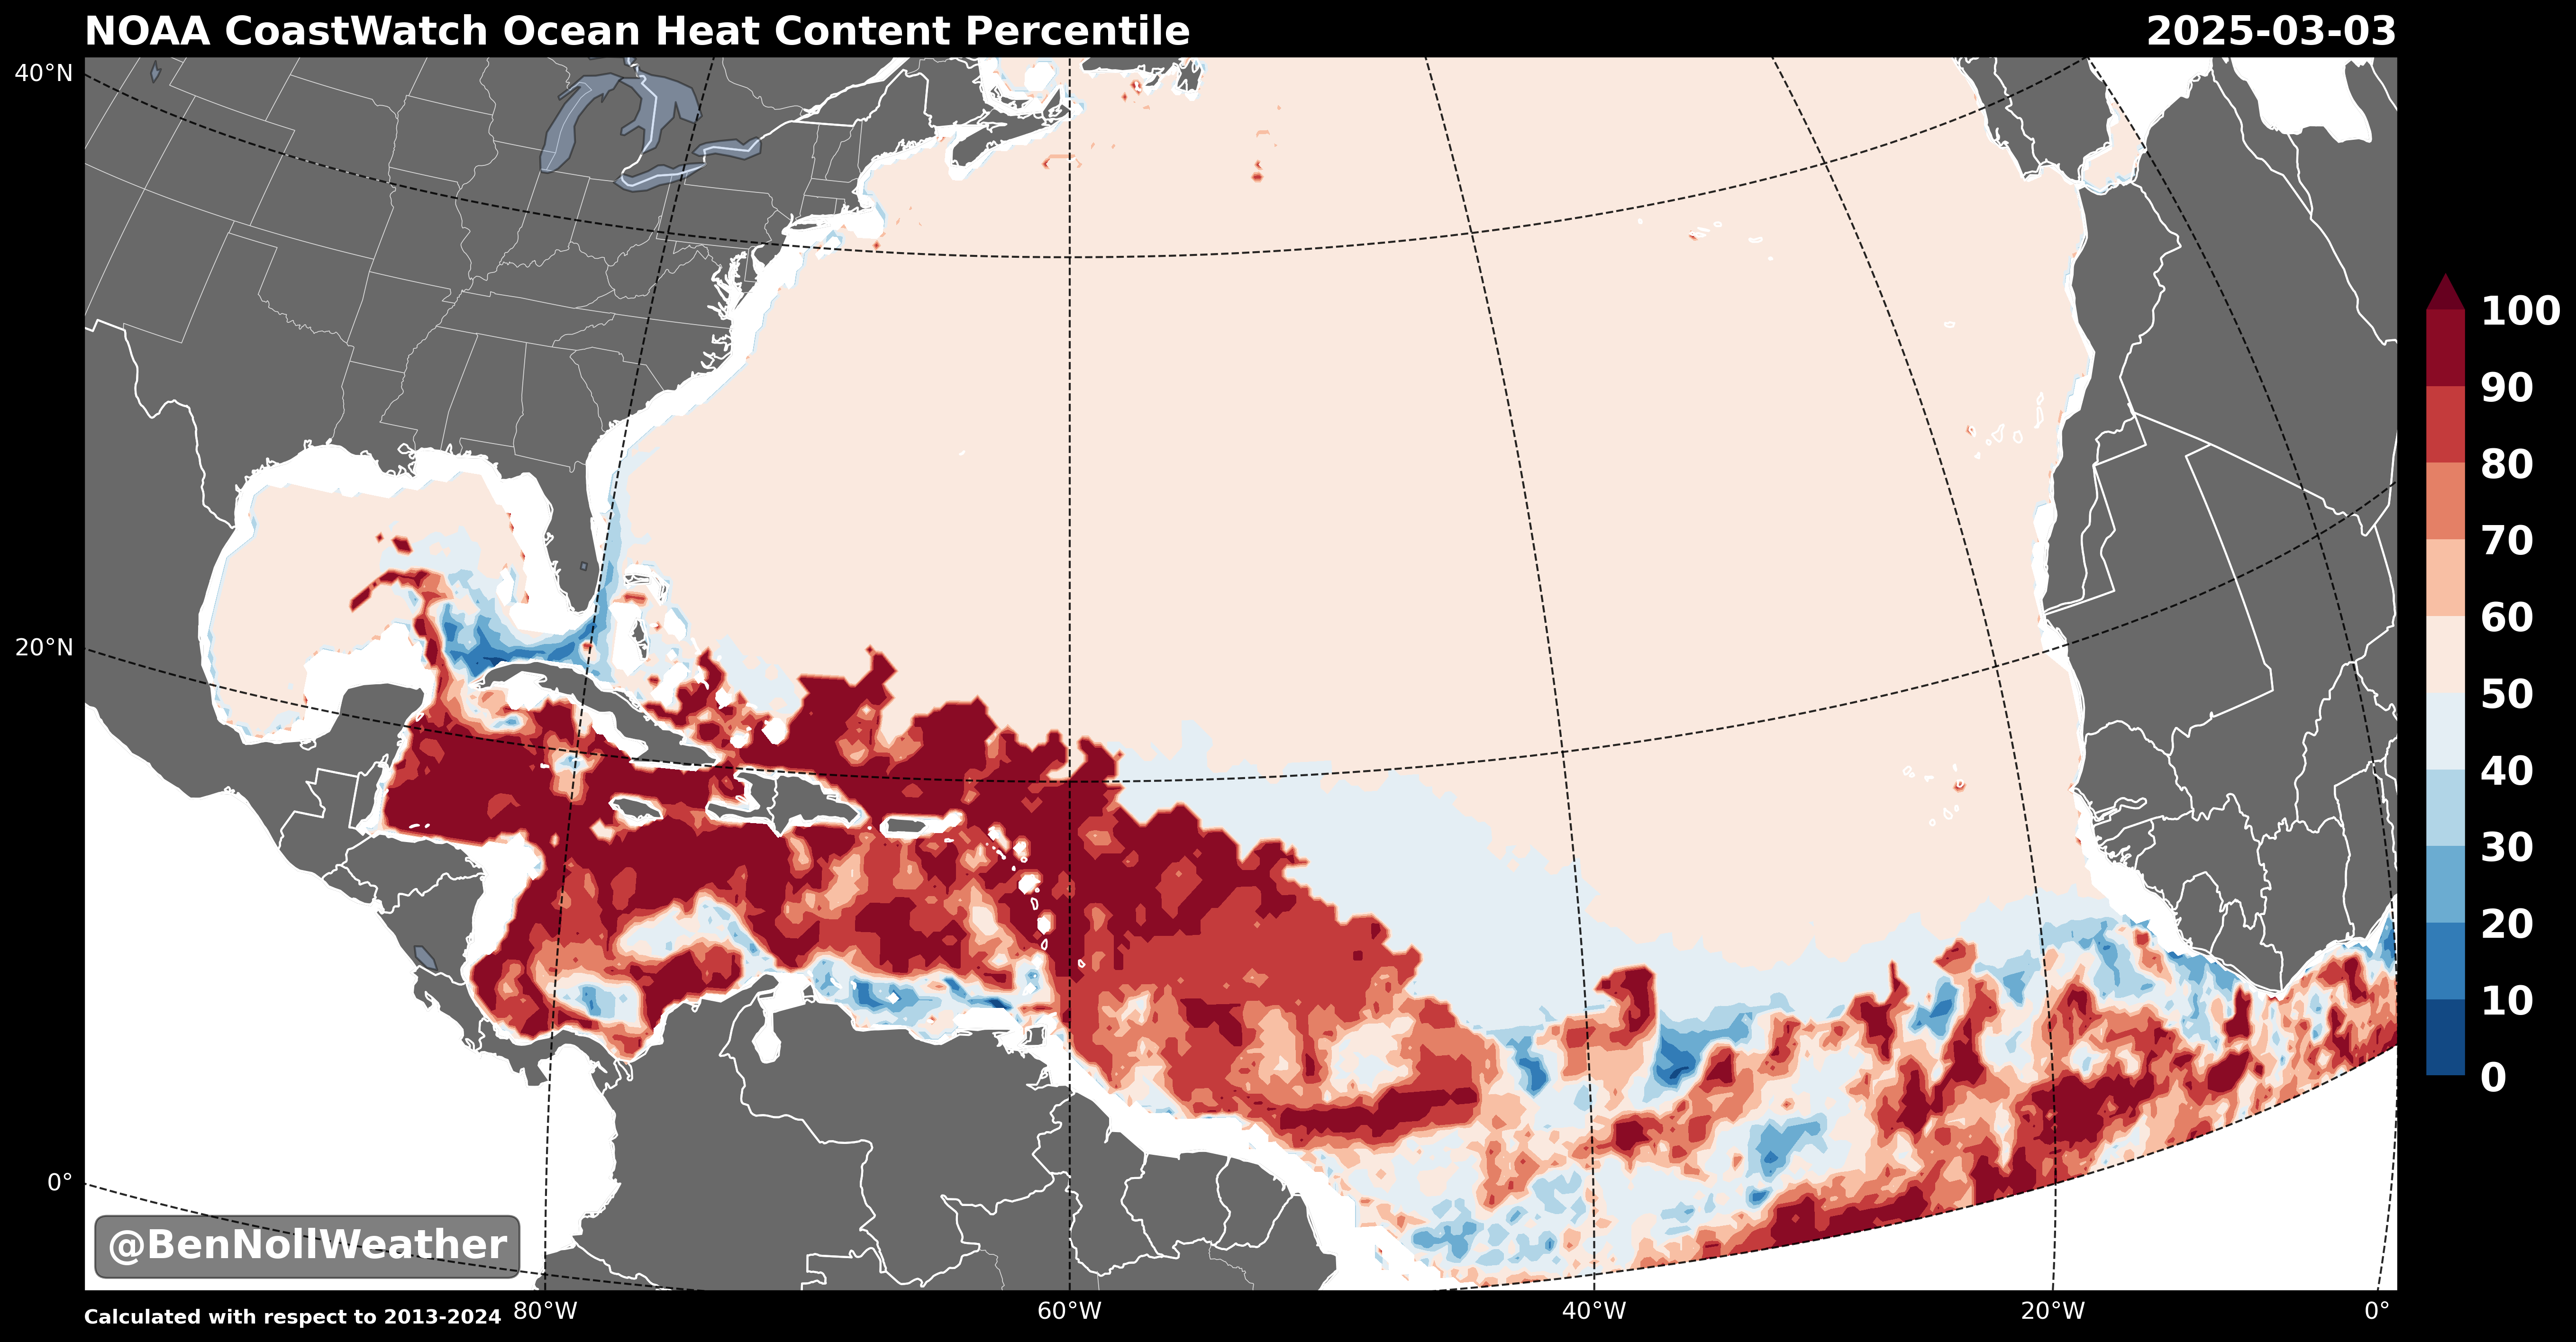 NOAA CoastWatch Ocean Heat Content Percentile
2025-03-03
40°N
20°N
0°
100
90
80
70
60
50
40
30
20
10
0
@BenNollWeather
Calculated with respect to 2013-2024
80°W
60°W
40°W
20°W
0°